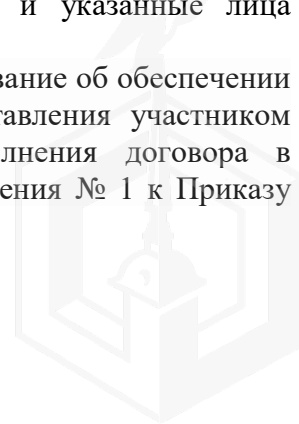 и указанные лица
вание об обеспечении
тавления участником
лнения договора в
ения № 1 к Приказу